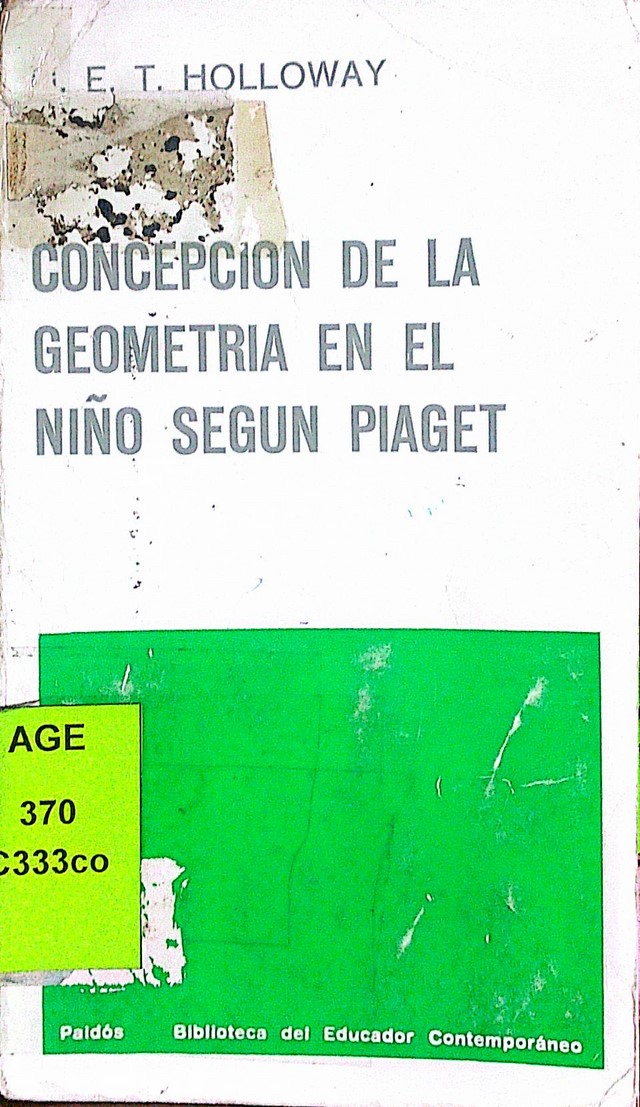 E. T. HOLLOWAY
CONCEPCION DE LA
GEOMETRIA EN EL
NIÑO SEGUN PIAGET
AGE
370
C333co
Paidós Biblioteca del Educador Contemporáneo